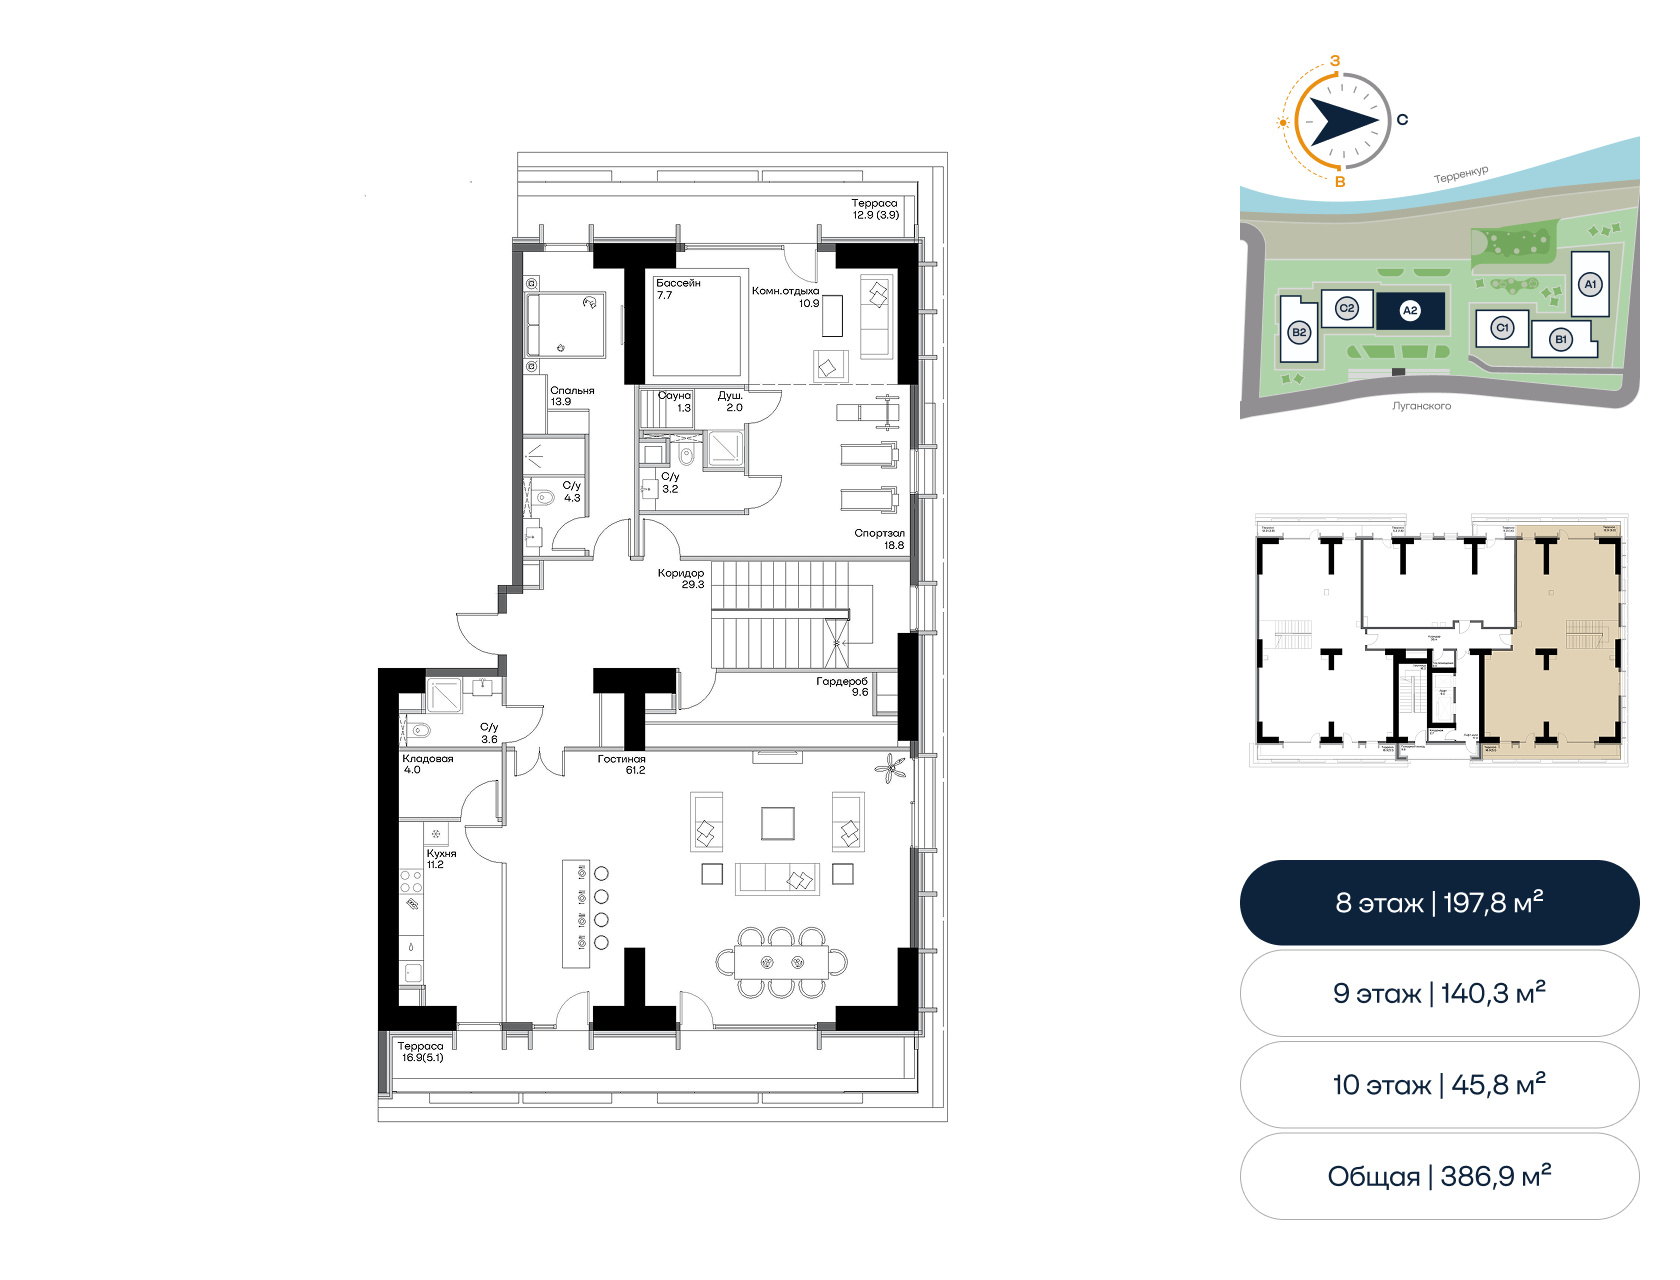 Терраса
12.9 (3.9)
Бассейн
7.7
Комн.отдыха
10.9
Спальня
13.9
Сауна
1.3
Душ.
2.0
С/у
4.3
С/у
3.2
Спортзал
18.8
Коридор
29.3
Гардероб
9.6
С/у
3.6
Кладовая
4.0
Гостиная
61.2
Кухня
11.2
Терраса
16.9(5.1)
З
С
В
Терренкур
A1
A2
C2
B2
C1
B1
Луганского
8 этаж | 197,8 м²
9 этаж | 140,3 м²
10 этаж | 45,8 м²
Общая | 386,9 м²